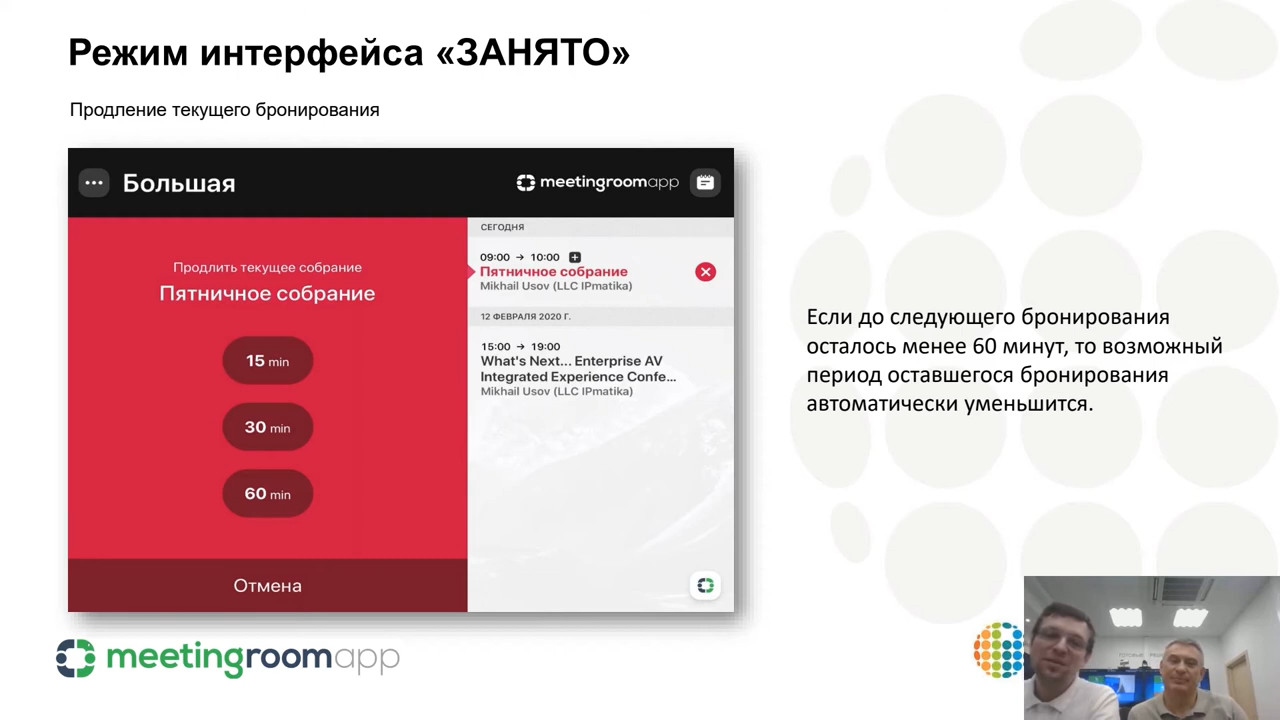 Режим интерфейса «ЗАНЯТО»
Продление текущего бронирования
Большая
meetingroomapp
СЕГОДНЯ
09:00 → 10:00
Пятничное собрание
Mikhail Usov (LLC IPmatika)
12 ФЕВРАЛЯ 2020 Г.
15:00 → 19:00
What's Next... Enterprise AV
Integrated Experience Confe...
Mikhail Usov (LLC IPmatika)
Продлить текущее собрание
Пятничное собрание
15 min
30 min
60 min
Отмена
Если до следующего бронирования
осталось менее 60 минут, то возможный
период оставшегося бронирования
автоматически уменьшится.
meetingroomapp